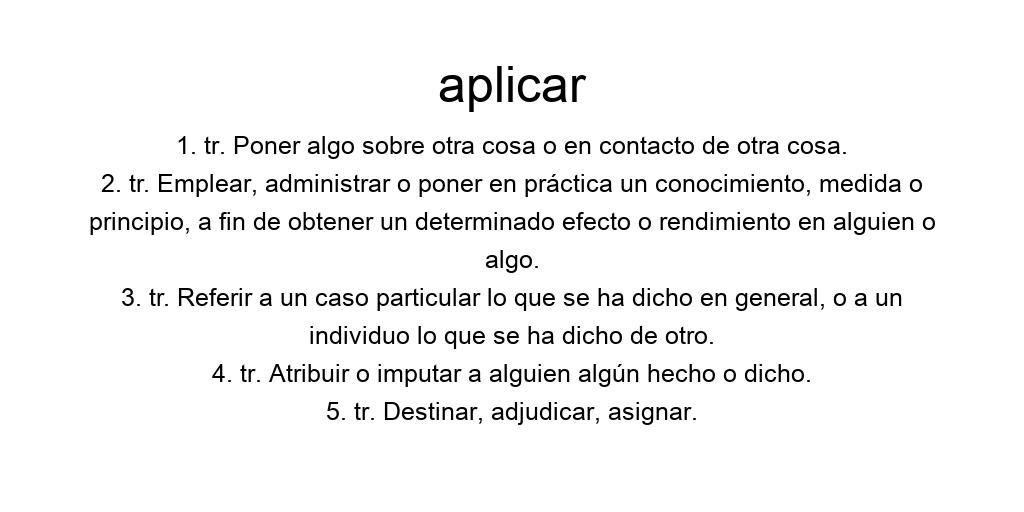 aplicar
1. tr. Poner algo sobre otra cosa o en contacto de otra cosa.
2. tr. Emplear, administrar o poner en práctica un conocimiento, medida o
principio, a fin de obtener un determinado efecto o rendimiento en alguien o
algo.
3. tr. Referir a un caso particular lo que se ha dicho en general, o a un
individuo lo que se ha dicho de otro.
4. tr. Atribuir o imputar a alguien algún hecho o dicho.
5. tr. Destinar, adjudicar, asignar.